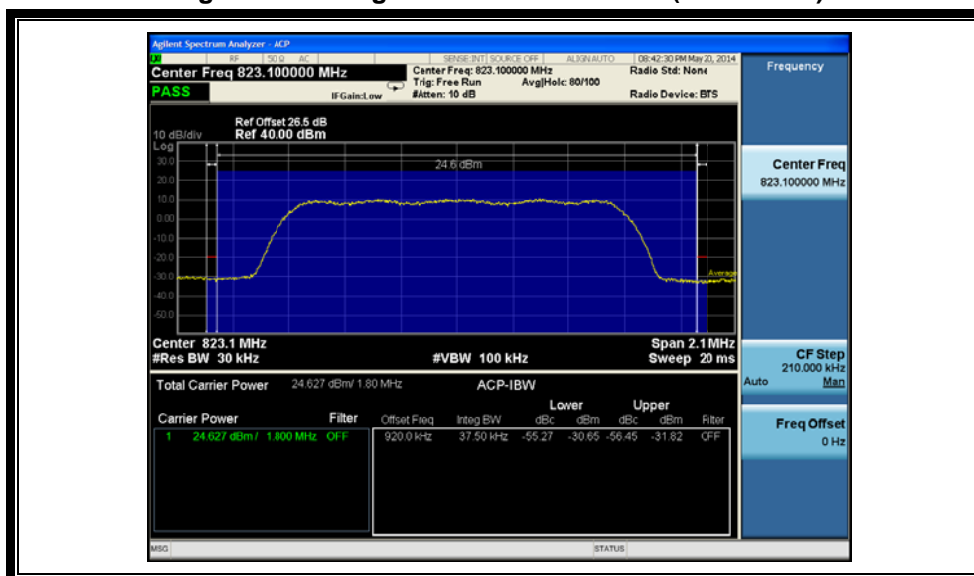 Agilent Spectrum Analyzer - ACP
RF 50 Ω AC SENSE:INT SOURCE OFF ALIGN AUTO 08:42:30 PM May 2014
Center Freq 823.100000 MHz
Center Freq: 823.100000 MHz
Radio Std: None
Trig: Free Run Avg|Hold: 80/100
PASS
IFGain:Low
#Atten: 10 dB
Radio Device: BTS
Frequency
Ref Offset 26.5 dB
10 dB/div Ref 40.00 dBm
Log
30.0
20.0
10.0
0.00
-10.0
-20.0
-30.0
-40.0
-50.0
24.6 dBm
Average
Center 823.1 MHz Span 2.1 MHz
#Res BW 30 kHz #VBW 100 kHz Sweep 20 ms
Total Carrier Power 24.627 dBm/ 1.80 MHz ACP-IBW
Lower Upper
Carrier Power Filter Offset Freq Integ BW dBc dBm dBc dBm Filter
1 24.627 dBm / 1.800 MHz OFF 920.0 kHz 37.50 kHz -55.27 -30.65 -56.45 -31.82 OFF
Center Freq
823.100000 MHz
CF Step
210.000 kHz
Auto Man
Freq Offset
0 Hz
MSG STATUS